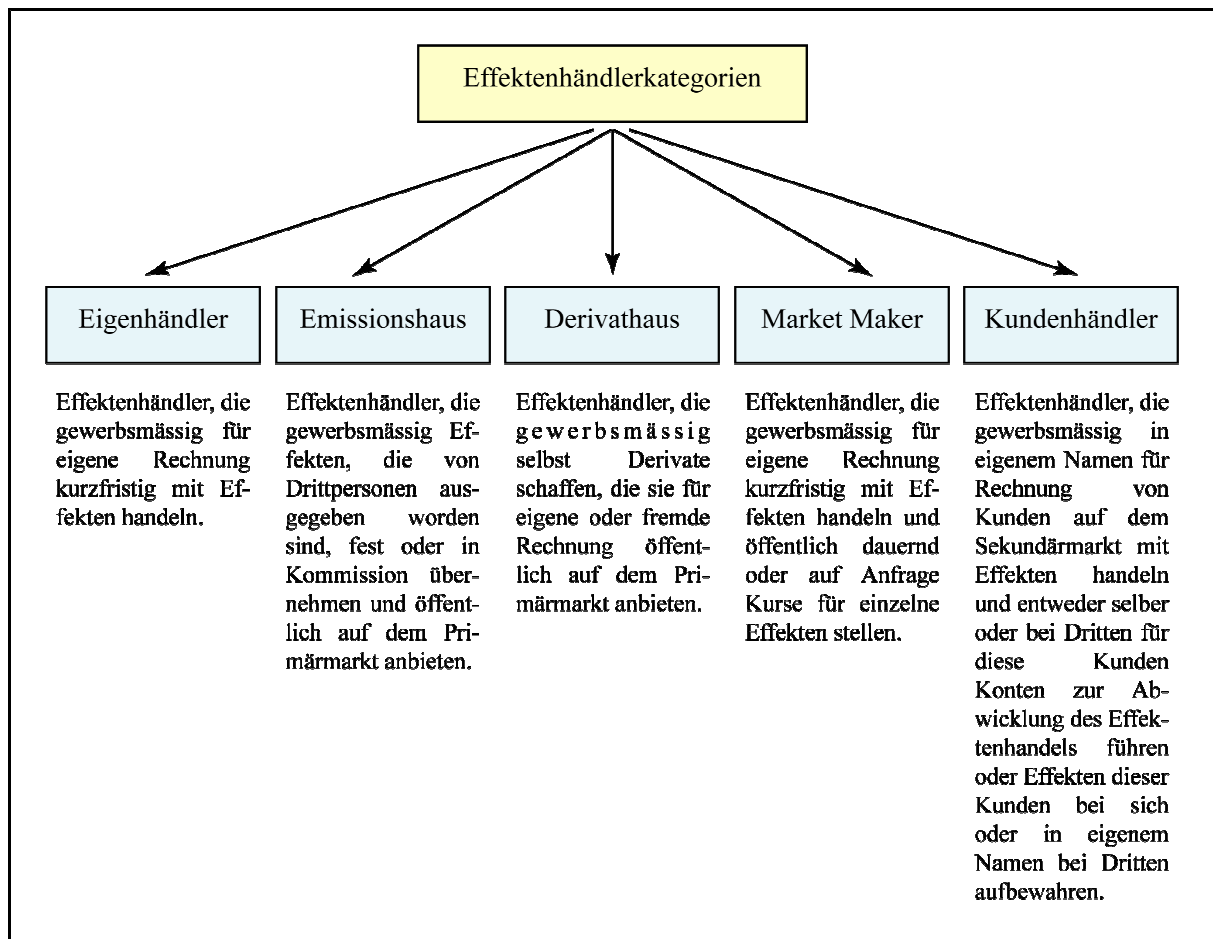 Effektenhändlerkategorien
Eigenhändler
Effektenhändler, die
gewerbsmässig für
eigene Rechnung
kurzfristig mit Ef-
fekten handeln.
Emissionshaus
Effektenhändler, die
gewerbsmässig Ef-
fekten, die von
Drittpersonen aus-
gegeben worden
sind, fest oder in
Kommission über-
nehmen und öffent-
lich auf dem Pri-
märmarkt anbieten.
Derivathaus
Effektenhändler, die
gewerbsmässig
selbst Derivate
schaffen, die sie für
eigene oder fremde
Rechnung öffent-
lich auf dem Pri-
märmarkt anbieten.
Market Maker
Effektenhändler, die
gewerbsmässig für
eigene Rechnung
kurzfristig mit Ef-
fekten handeln und
öffentlich dauernd
oder auf Anfrage
Kurse für einzelne
Effekten stellen.
Kundenhändler
Effektenhändler, die
gewerbsmässig in
eigenem Namen für
Rechnung von
Kunden auf dem
Sekundärmarkt mit
Effekten handeln
und entweder selber
oder bei Dritten für
diese Kunden
Konten zur Ab-
wicklung des Effek-
tenhandels führen
oder Effekten dieser
Kunden bei sich
oder in eigenem
Namen bei Dritten
aufbewahren.